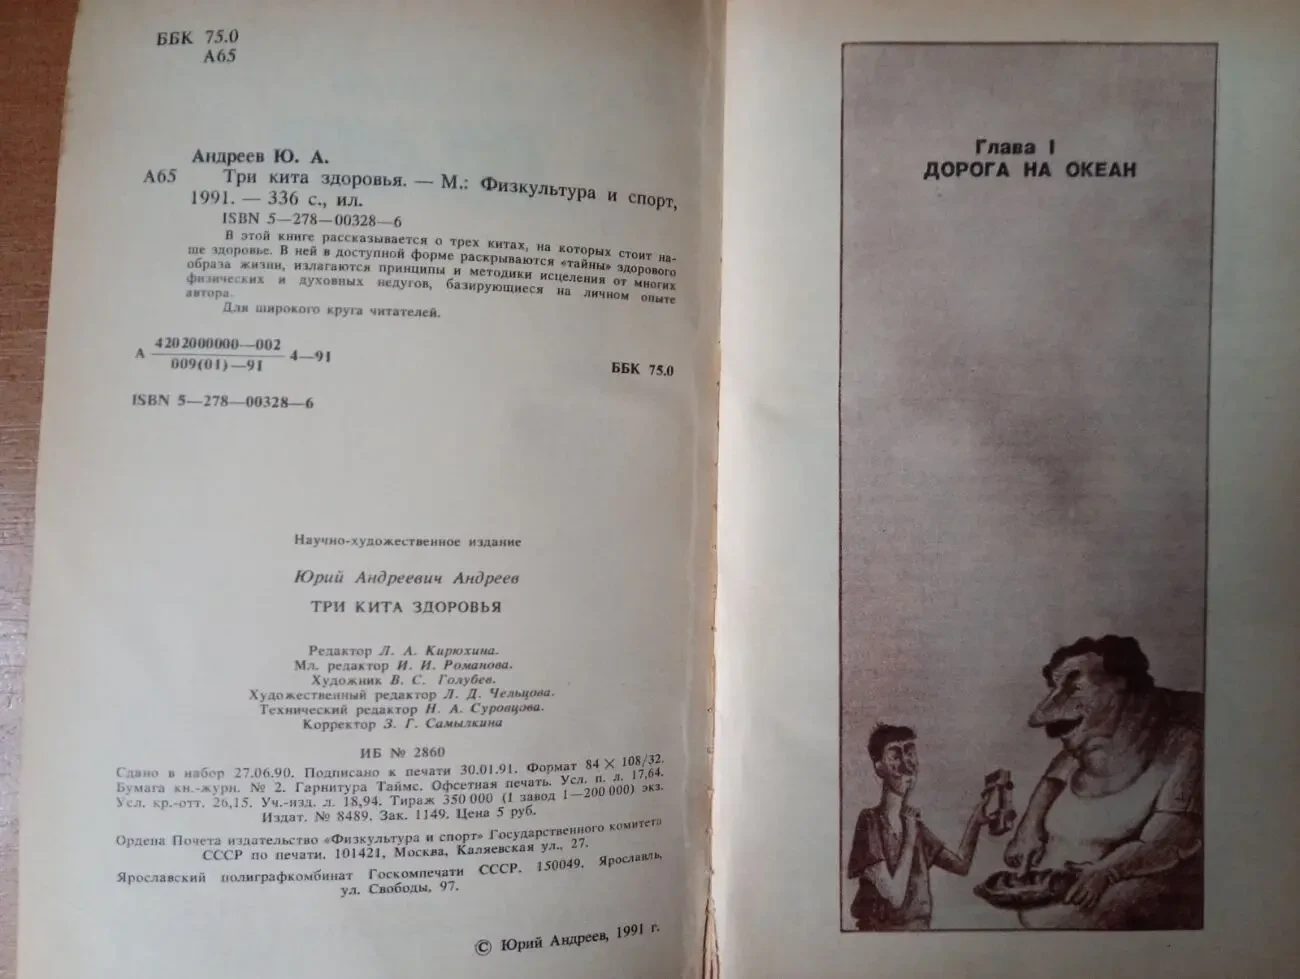 ББК 75.0
А65
Андреев Ю. А.
А65 Три кита здоровья. — М.: Физкультура и спорт,
1991. — 336 с., ил.
ISBN 5—278—00328—6
В этой книге рассказывается о трех китах, на которых стоит на-
ше здоровье. В ней в доступной форме раскрываются «тайны» здорового
образа жизни, излагаются принципы и методики исцеления от многих
физических и духовных недугов, базирующиеся на личном опыте
автора.
Для широкого круга читателей.
А 4202000000—002
009(01)—91 4—91
ББК 75.0
ISBN 5—278—00328—6
Научно-художественное издание
Юрий Андреевич Андреев
ТРИ КИТА ЗДОРОВЬЯ
Редактор Л. А. Кирюхина.
Мл. редактор И. И. Романова.
Художник В. С. Голубев.
Художественный редактор Л. Д. Чельцова.
Технический редактор Н. А. Суровцова.
Корректор З. Г. Самылкина
ИБ № 2860
Сдано в набор 27.06.90. Подписано к печати 30.01.91. Формат 84 × 108/32.
Бумага кн.-журн. № 2. Гарнитура Таймс. Офсетная печать. Усл. п. л. 17,64.
Усл. кр.-отт. 26,15. Уч.-изд. л. 18,94. Тираж 350 000 (1 завод 1—200 000) экз.
Издат. № 8489. Зак. 1149. Цена 5 руб.
Ордена Почета издательство «Физкультура и спорт» Государственного комитета
СССР по печати. 101421, Москва, Каляевская ул., 27.
Ярославский полиграфкомбинат Госкомпечати СССР. 150049. Ярославль,
ул. Свободы, 97.
© Юрий Андреев, 1991 г.
Глава I
ДОРОГА НА ОКЕАН